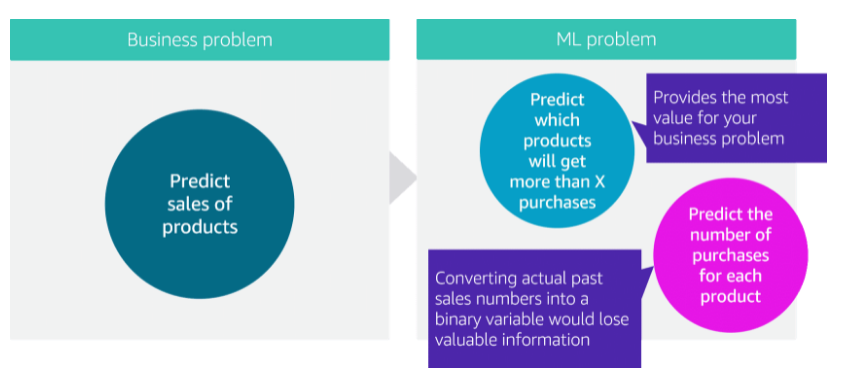 Business problem
ML problem
Predict
sales of
products
Predict
which
products
will get
more than X
purchases
Provides the most
value for your
business problem
Predict the
number of
purchases
for each
product
Converting actual past
sales numbers into a
binary variable would lose
valuable information